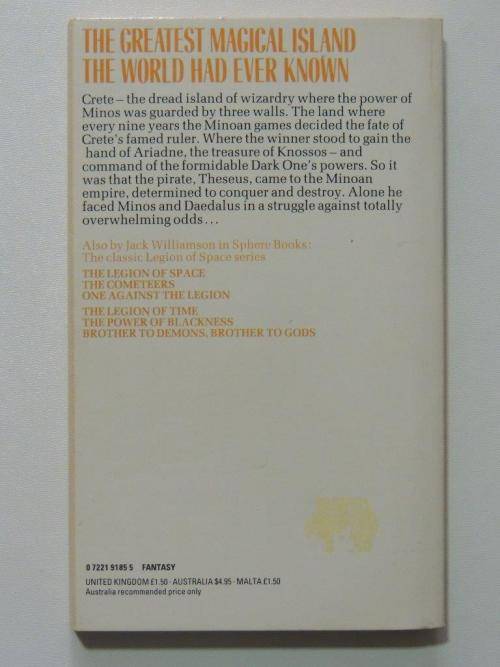 THE GREATEST MAGICAL ISLAND
THE WORLD HAD EVER KNOWN
Crete – the dread island of wizardry where the power of
Minos was guarded by three walls. The land where
every nine years the Minoan games decided the fate of
Crete's famed ruler. Where the winner stood to gain the
hand of Ariadne, the treasure of Knossos – and
command of the formidable Dark One's powers. So it
was that the pirate, Theseus, came to the Minoan
empire, determined to conquer and destroy. Alone he
faced Minos and Daedalus in a struggle against totally
overwhelming odds . . .
Also by Jack Williamson in Sphere Books:
The classic Legion of Space series
THE LEGION OF SPACE
THE COMETEERS
ONE AGAINST THE LEGION
THE LEGION OF TIME
THE POWER OF BLACKNESS
BROTHER TO DEMONS, BROTHER TO GODS
0 7221 9185 5 FANTASY
UNITED KINGDOM £1.50 · AUSTRALIA $4.95 · MALTA £1.50
Australia recommended price only